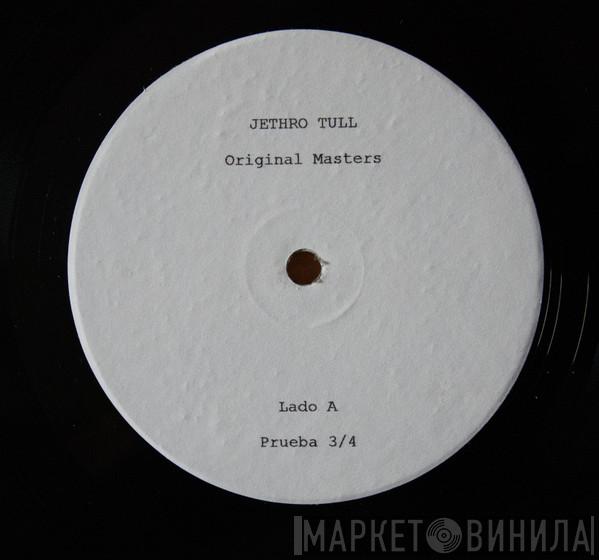 JETHRO TULL
Original Masters
Lado A
Prueba 3/4
МАРКЕТ ВИНИЛА